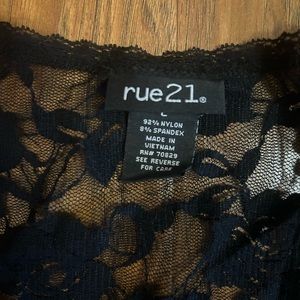 rue21®
L
92% NYLON
8% SPANDEX
MADE IN
VIETNAM
RN# 70829
SEE REVERSE
FOR CARE